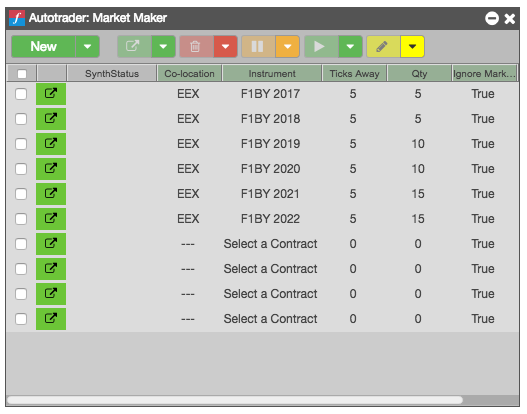 Autotrader: Market Maker
New
SynthStatus Co-location Instrument Ticks Away Qty Ignore Mark...
EEX F1BY 2017 5 5 True
EEX F1BY 2018 5 5 True
EEX F1BY 2019 5 10 True
EEX F1BY 2020 5 10 True
EEX F1BY 2021 5 15 True
EEX F1BY 2022 5 15 True
--- Select a Contract 0 0 True
--- Select a Contract 0 0 True
--- Select a Contract 0 0 True
--- Select a Contract 0 0 True